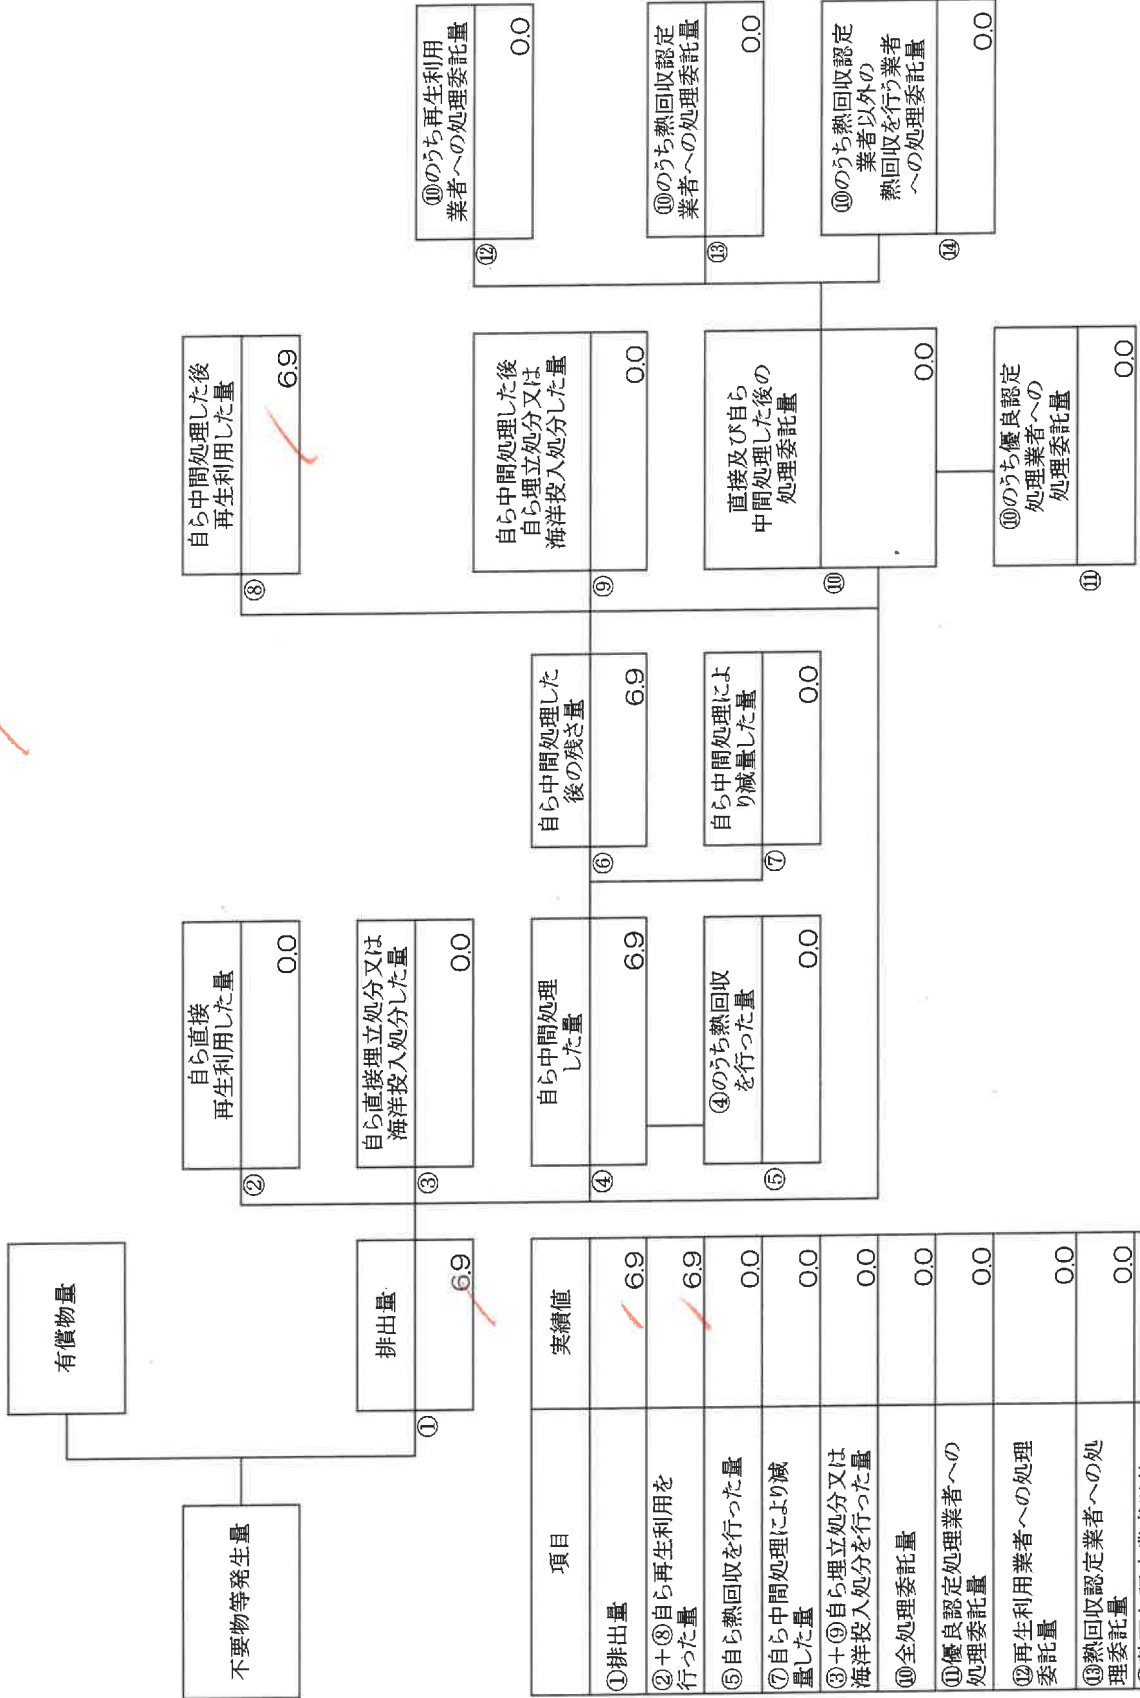 不要物等発生量
有償物量
排出量
①
6.9
自ら直接
再生利用した量
②
0.0
自ら直接埋立処分又は
海洋投入処分した量
③
0.0
自ら中間処理
した量
④
6.9
④のうち熱回収
を行った量
⑤
0.0
自ら中間処理した
後の残さ量
⑥
6.9
自ら中間処理によ
り減量した量
⑦
0.0
自ら中間処理した後
再生利用した量
⑧
6.9
自ら中間処理した後
自ら埋立処分又は
海洋投入処分した量
⑨
0.0
直接及び自ら
中間処理した後の
処理委託量
⑩
0.0
⑩のうち優良認定
処理業者への
処理委託量
⑪
0.0
⑩のうち再生利用
業者への処理委託量
⑫
0.0
⑩のうち熱回収認定
業者への処理委託量
⑬
0.0
⑩のうち熱回収認定
業者以外の
熱回収を行う業者
への処理委託量
⑭
0.0
項目 実績値
①排出量 6.9
②+⑧自ら再生利用を
行った量 6.9
⑤自ら熱回収を行った量 0.0
⑦自ら中間処理により減
量した量 0.0
③+⑨自ら埋立処分又は
海洋投入処分を行った量 0.0
⑩全処理委託量 0.0
⑪優良認定処理業者への
処理委託量 0.0
⑫再生利用業者への処理
委託量 0.0
⑬熱回収認定業者への処
理委託量 0.0